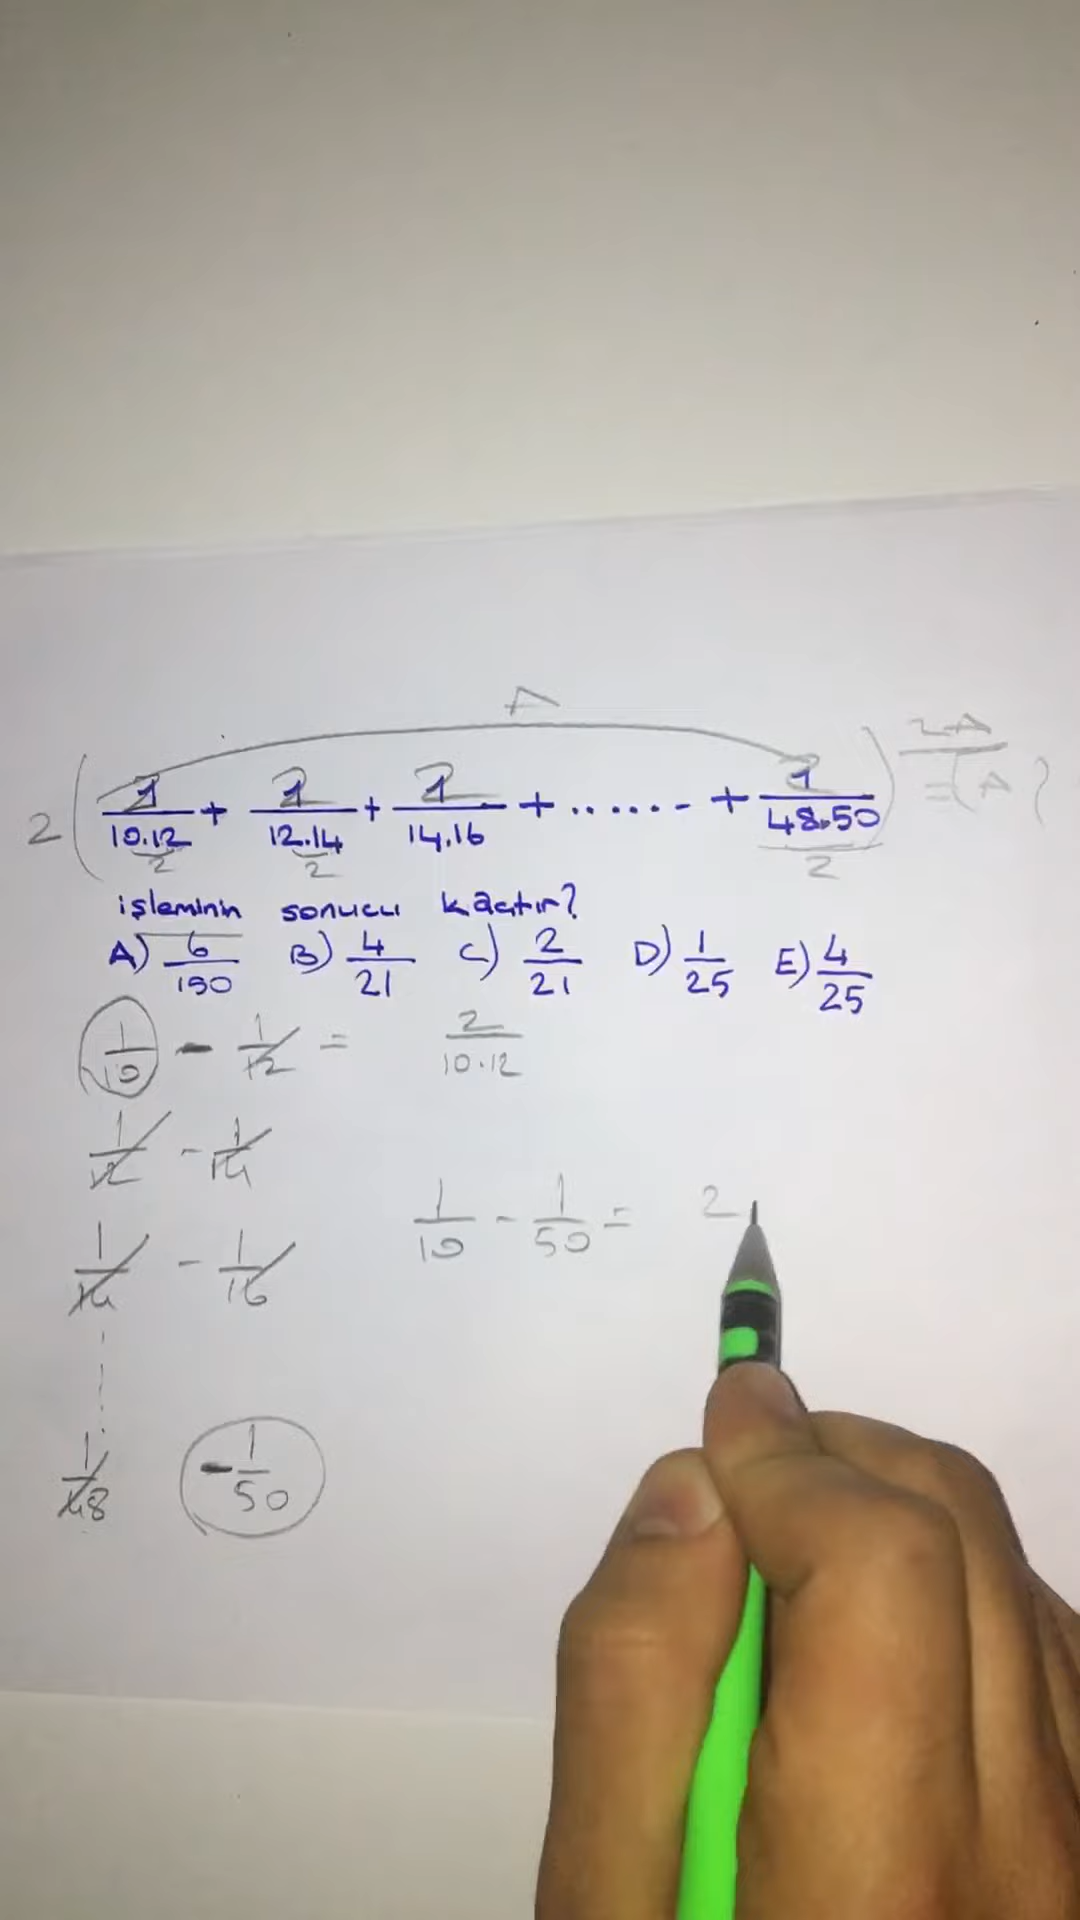 A
2 ( 1/10.12 + 1/12.14 + 1/14.16 + ...... + 1/48.50 ) 2A
= A ?
2 2 2
işleminin sonucu kaçtır?
A) 6/150 B) 4/21 C) 2/21 D) 1/25 E) 4/25
1/10 - 1/12 = 2/10.12
1/12 - 1/14
1/14 - 1/16
1/10 - 1/50 = 2
1/48 - 1/50